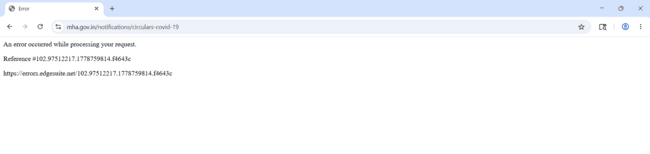 Error
mha.gov.in/notifications/circulars-covid-19
An error occurred while processing your request.
Reference #102.97512217.1778759814.f4643c
https://errors.edgesuite.net/102.97512217.1778759814.f4643c